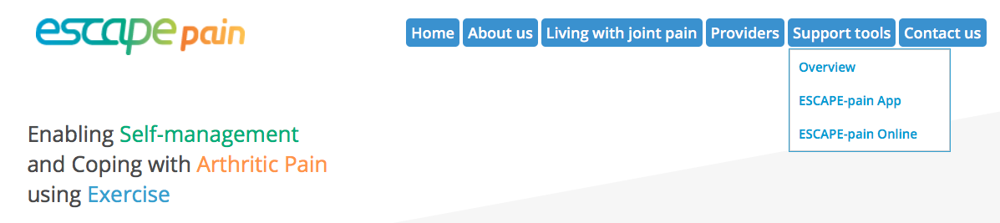 escape pain
Home About us Living with joint pain Providers Support tools Contact us
Overview
ESCAPE-pain App
ESCAPE-pain Online
Enabling Self-management
and Coping with Arthritic Pain
using Exercise